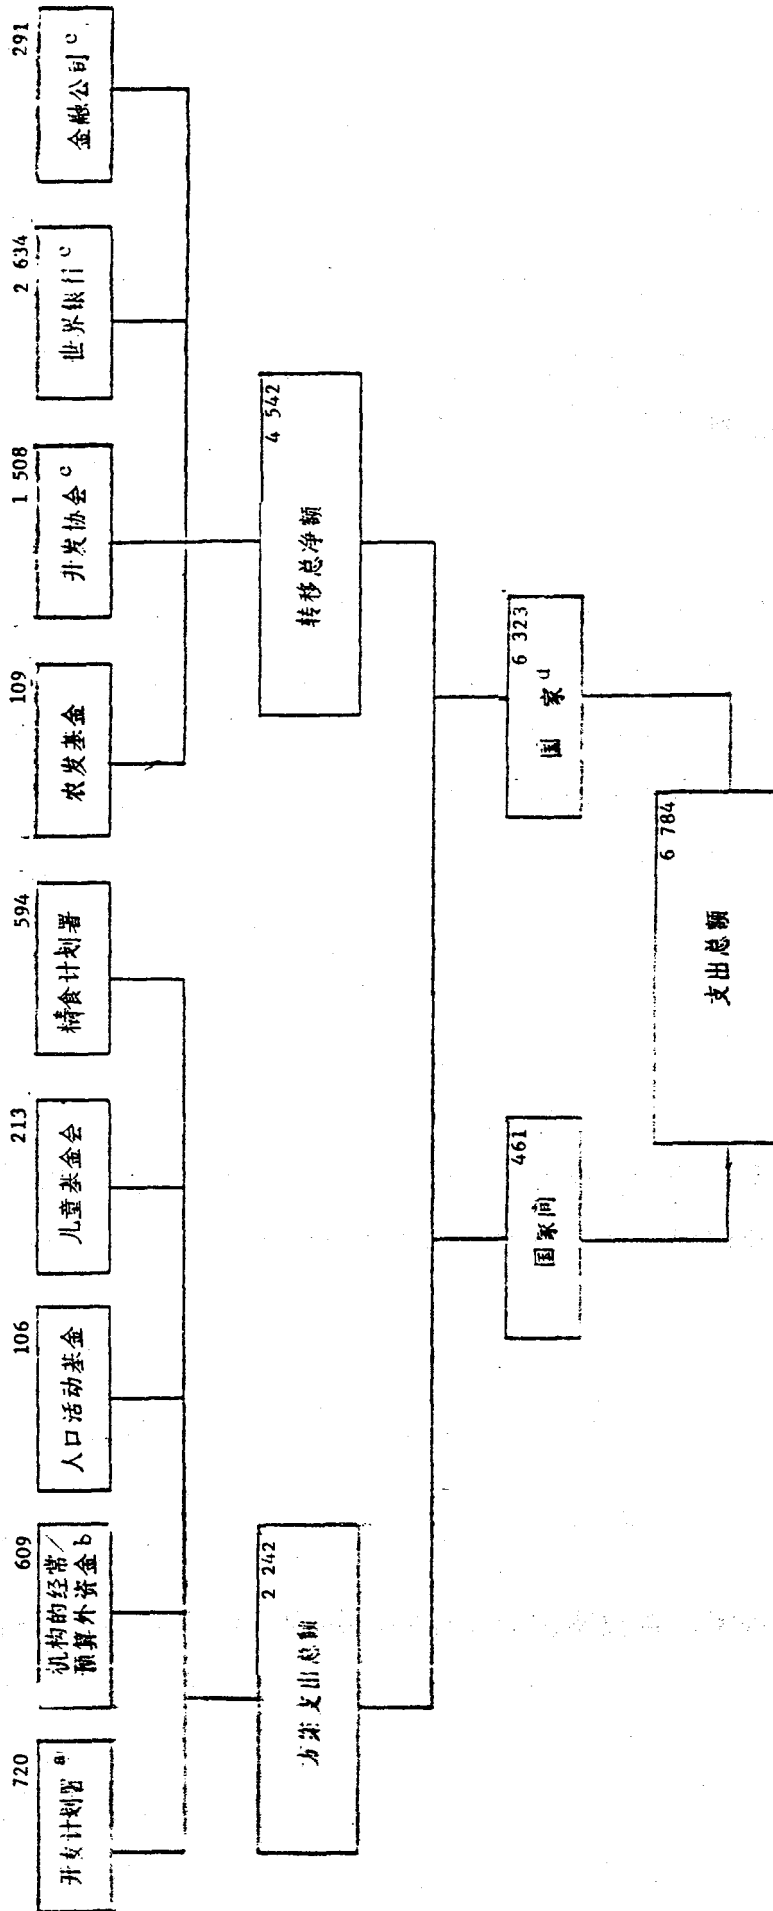 720
开发计划署 a
609
机构的经常/
预算外资金 b
106
人口活动基金
213
儿童基金会
594
粮食计划署
109
农发基金
1 508
开发协会 c
2 634
世界银行 c
291
金融公司 c
2 242
方案支出总额
4 542
转移总净额
461
国家间
6 323
国家 d
6 784
支出总额